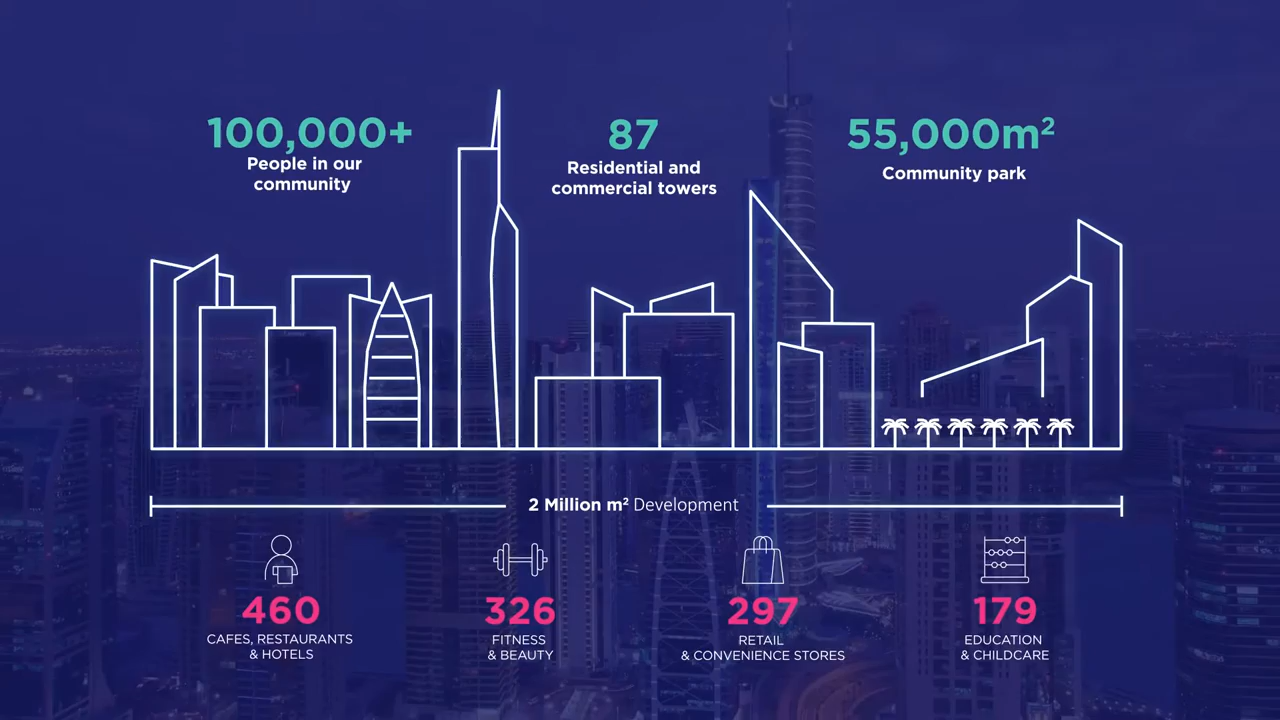 100,000+
People in our
community
87
Residential and
commercial towers
55,000m²
Community park
2 Million m² Development
460
CAFES, RESTAURANTS
& HOTELS
326
FITNESS
& BEAUTY
297
RETAIL
& CONVENIENCE STORES
179
EDUCATION
& CHILDCARE